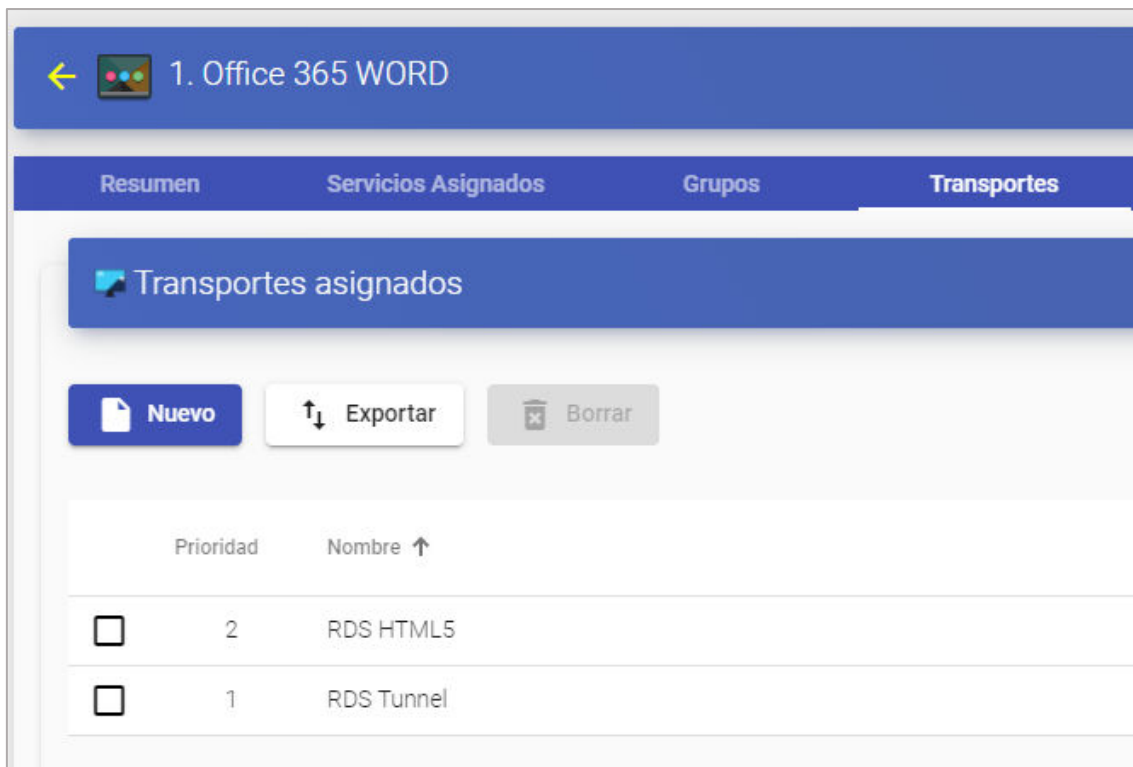 1. Office 365 WORD
Resumen Servicios Asignados Grupos Transportes
Transportes asignados
Nuevo Exportar Borrar
Prioridad Nombre
2 RDS HTML5
1 RDS Tunnel